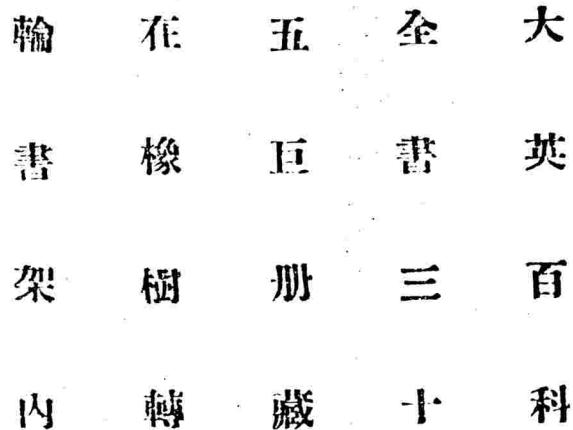 大英百科
全書三十
五巨册藏
在橡樹轉
輪書架內